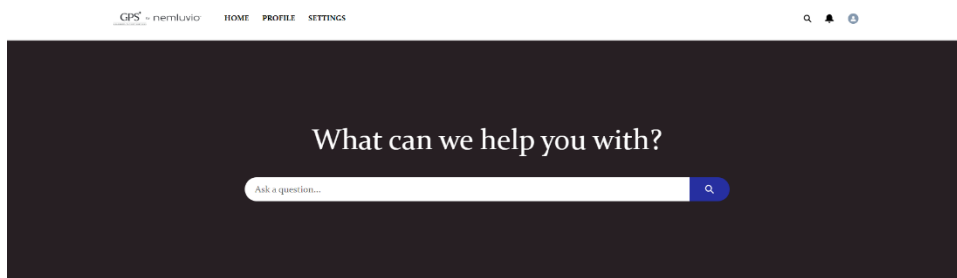 GPS nemluvio HOME PROFILE SETTINGS
What can we help you with?
Ask a question...